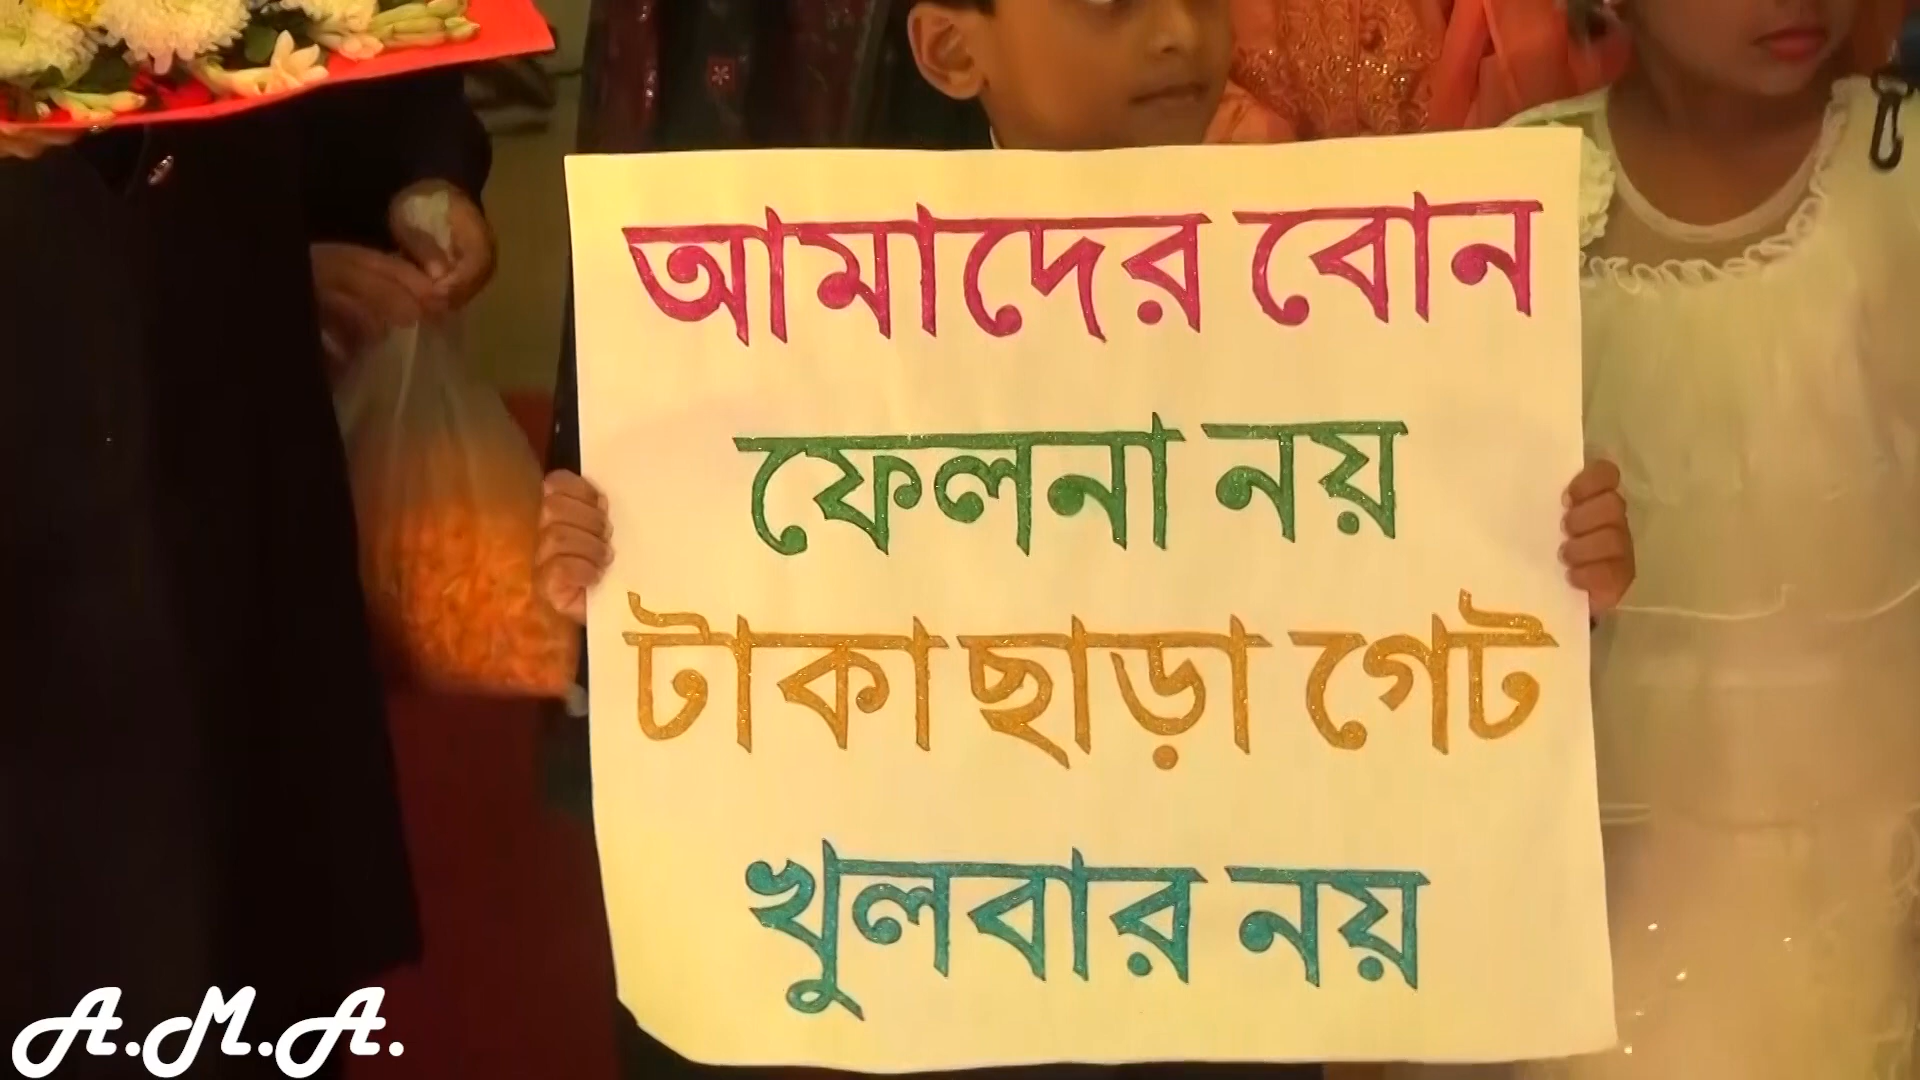 আমাদের বোন
ফেলনা নয়
টাকা ছাড়া গেট
খুলবার নয়
A.M.A.